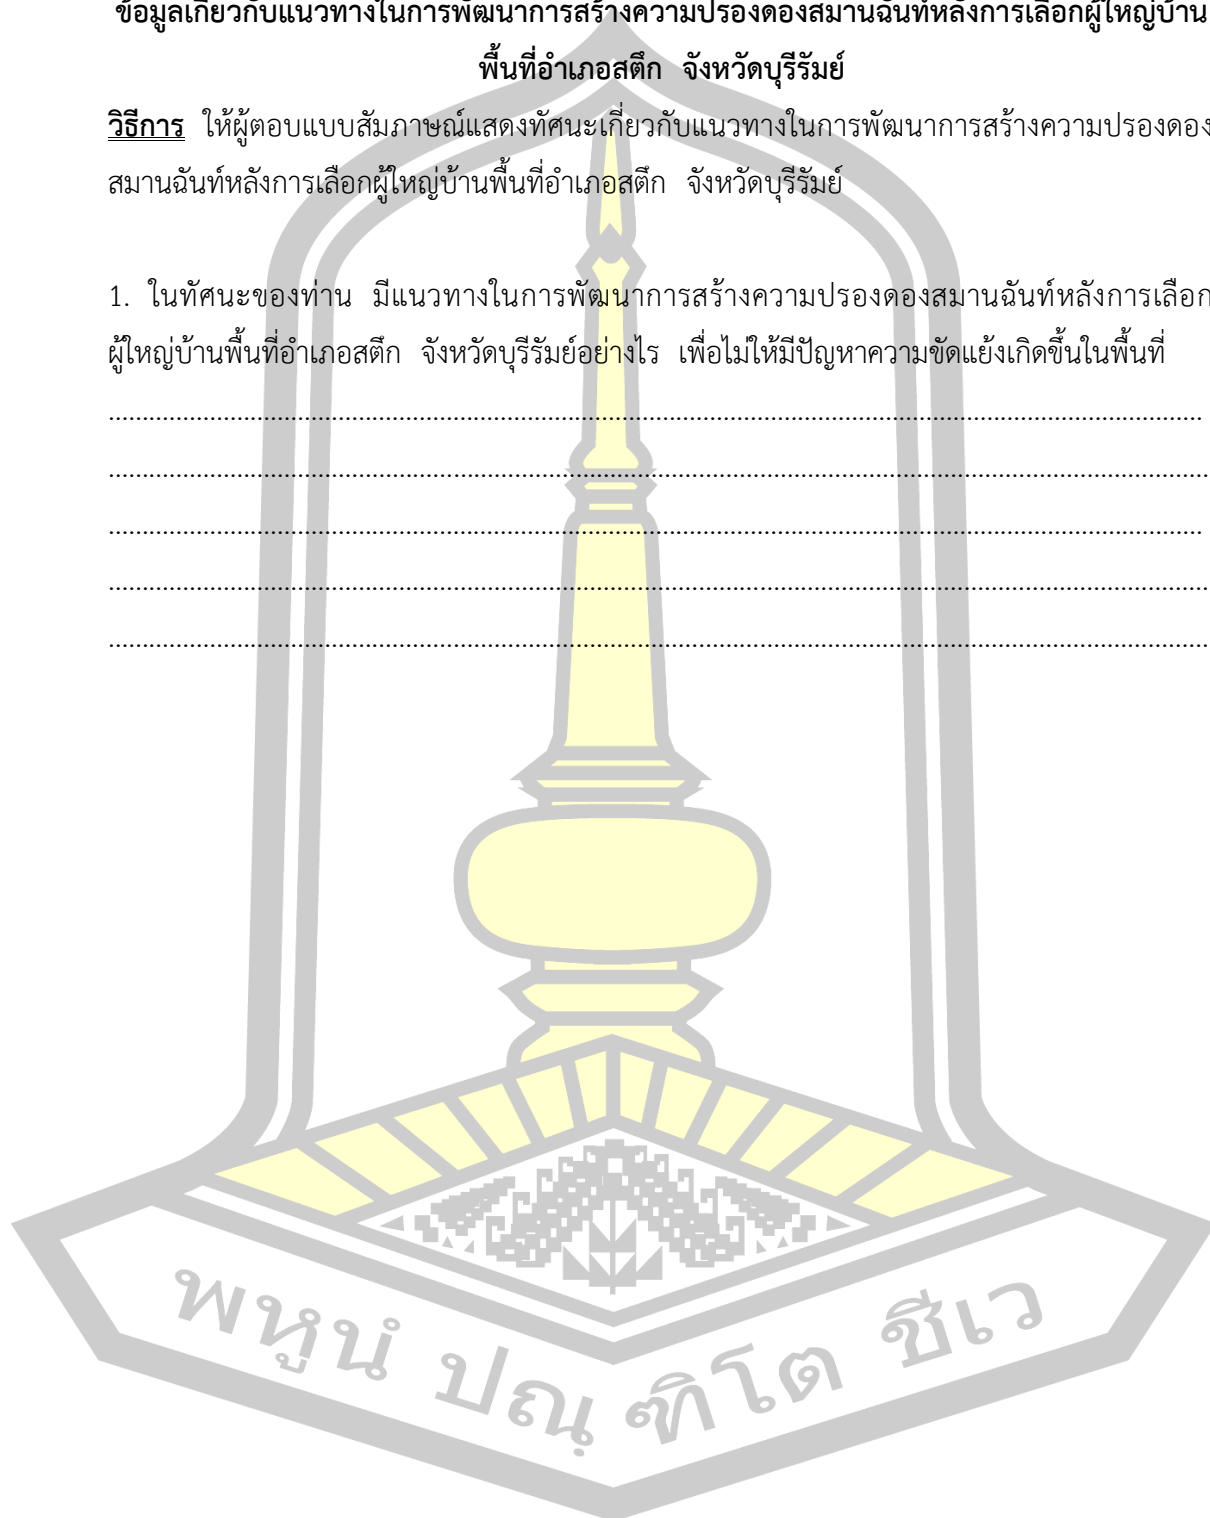 ข้อมูลเกี่ยวกับแนวทางในการพัฒนาการสร้างความปรองดองสมานฉันท์หลังการเลือกผู้ใหญ่บ้าน
พื้นที่อำเภอสตึก จังหวัดบุรีรัมย์
วิธีการ ให้ผู้ตอบแบบสัมภาษณ์แสดงทัศนะเกี่ยวกับแนวทางในการพัฒนาการสร้างความปรองดอง
สมานฉันท์หลังการเลือกผู้ใหญ่บ้านพื้นที่อำเภอสตึก จังหวัดบุรีรัมย์
1. ในทัศนะของท่าน มีแนวทางในการพัฒนาการสร้างความปรองดองสมานฉันท์หลังการเลือก
ผู้ใหญ่บ้านพื้นที่อำเภอสตึก จังหวัดบุรีรัมย์อย่างไร เพื่อไม่ให้มีปัญหาความขัดแย้งเกิดขึ้นในพื้นที่
พหูนํ ปณฺฑิโต ชีเว